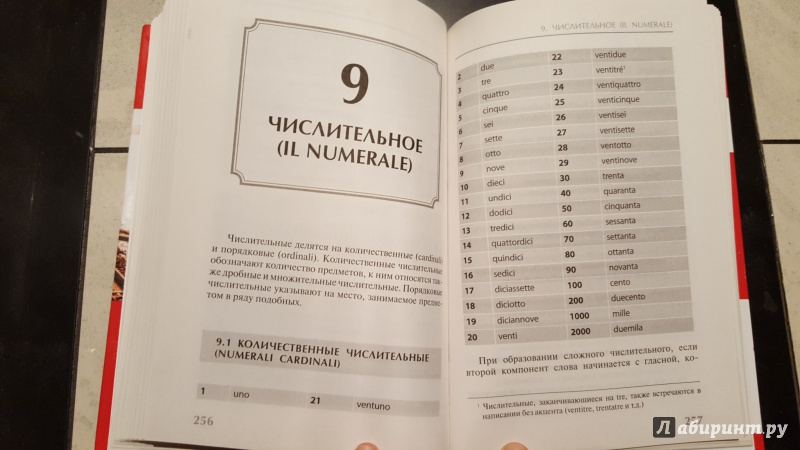 9
ЧИСЛИТЕЛЬНОЕ
(IL NUMERALE)
Числительные делятся на количественные (cardinali)
и порядковые (ordinali). Количественные числительные
обозначают количество предметов, к ним относятся так-
же дробные и множительные числительные. Порядковые
числительные указывают на место, занимаемое предме-
том в ряду подобных.
9.1 КОЛИЧЕСТВЕННЫЕ ЧИСЛИТЕЛЬНЫЕ
(NUMERALI CARDINALI)
1 uno 21 ventuno
256
9. ЧИСЛИТЕЛЬНОЕ (IL NUMERALE)
2 due 22 ventidue
3 tre 23 ventitré¹
4 quattro 24 ventiquattro
5 cinque 25 venticinque
6 sei 26 ventisei
7 sette 27 ventisette
8 otto 28 ventotto
9 nove 29 ventinove
10 dieci 30 trenta
11 undici 40 quaranta
12 dodici 50 cinquanta
13 tredici 60 sessanta
14 quattordici 70 settanta
15 quindici 80 ottanta
16 sedici 90 novanta
17 diciassette 100 cento
18 diciotto 200 duecento
19 diciannove 1000 mille
20 venti 2000 duemila
При образовании сложного числительного, если
второй компонент слова начинается с гласной, ко-
¹ Числительные, заканчивающиеся на tre, также встречаются в
написании без акцента (ventitre, trentatre и т.д.)
257
Лабиринт.ру